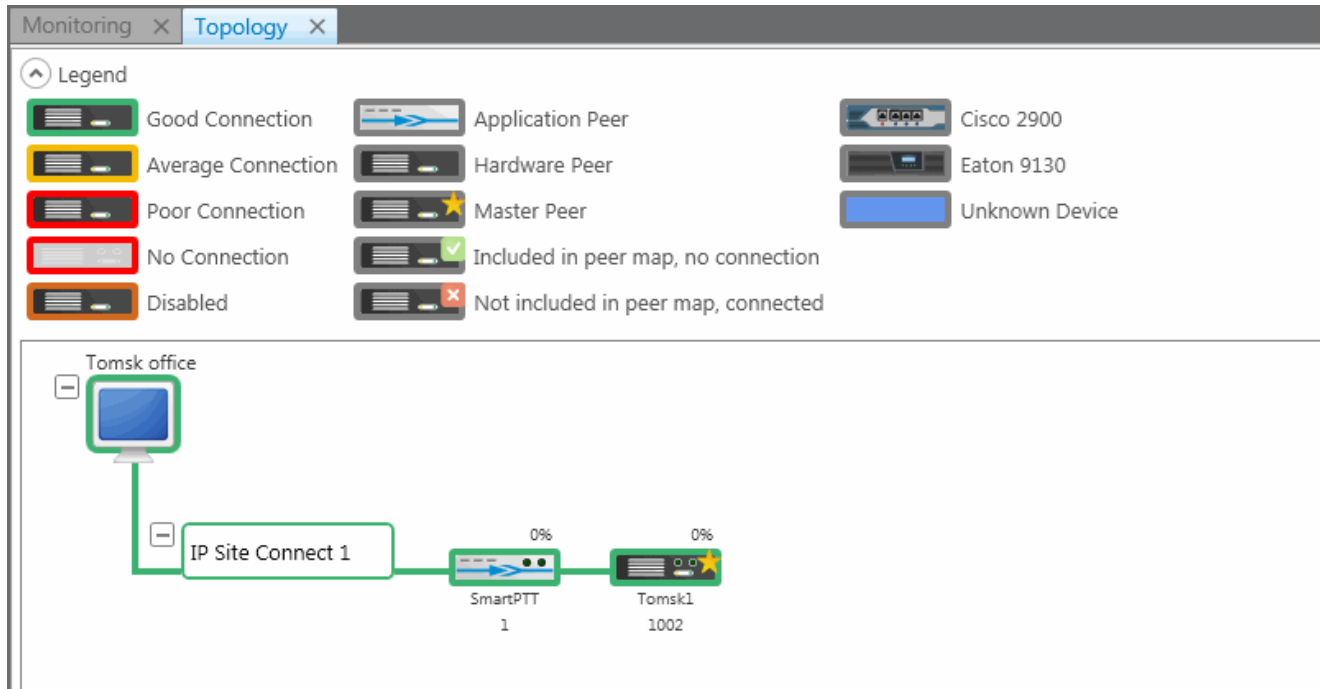 Monitoring
Topology
Legend
Good Connection
Application Peer
Cisco 2900
Average Connection
Hardware Peer
Eaton 9130
Poor Connection
Master Peer
Unknown Device
No Connection
Included in peer map, no connection
Disabled
Not included in peer map, connected
Tomsk office
IP Site Connect 1
0%
0%
SmartPTT
Tomsk1
1
1002